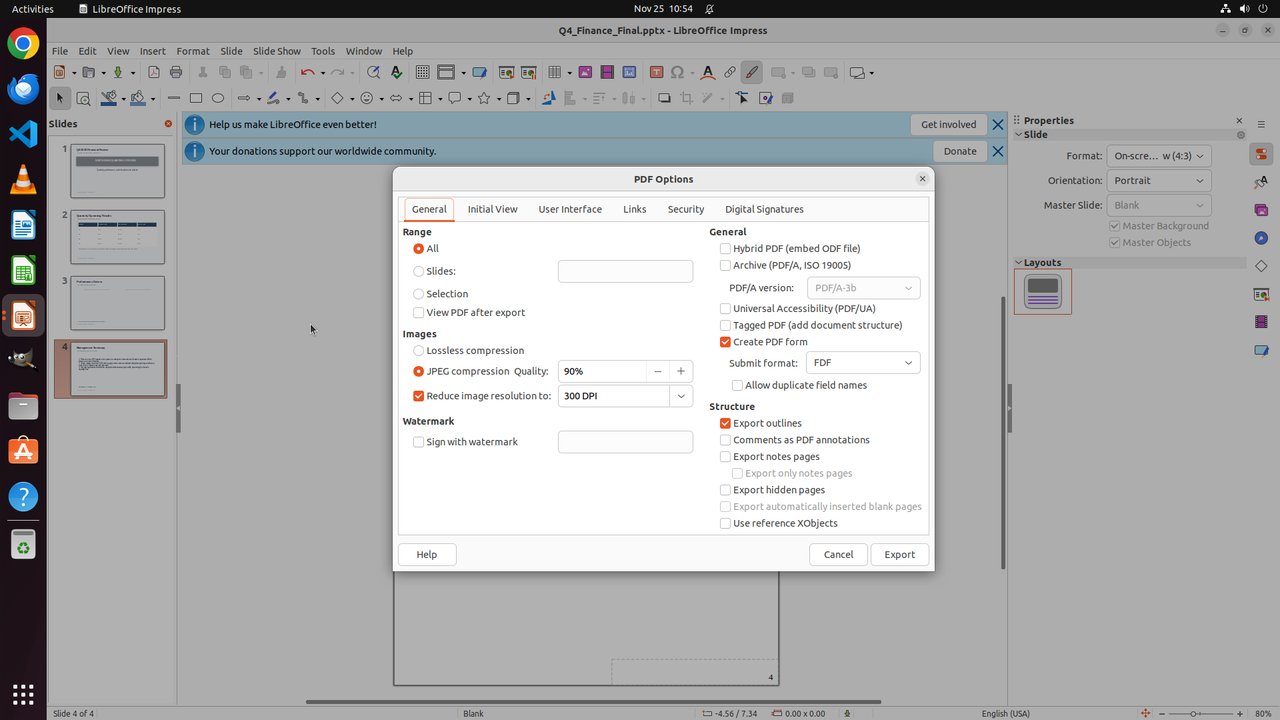 Activities
LibreOffice Impress
Nov 25 10:54
Q4_Finance_Final.pptx - LibreOffice Impress
File Edit View Insert Format Slide Slide Show Tools Window Help
Slides
Help us make LibreOffice even better!
Get involved
Your donations support our worldwide community.
Donate
1
2
3
4
PDF Options
General Initial View User Interface Links Security Digital Signatures
Range
All
Slides:
Selection
View PDF after export
Images
Lossless compression
JPEG compression Quality: 90%
Reduce image resolution to: 300 DPI
Watermark
Sign with watermark
General
Hybrid PDF (embed ODF file)
Archive (PDF/A, ISO 19005)
PDF/A version: PDF/A-3b
Universal Accessibility (PDF/UA)
Tagged PDF (add document structure)
Create PDF form
Submit format: FDF
Allow duplicate field names
Structure
Export outlines
Comments as PDF annotations
Export notes pages
Export only notes pages
Export hidden pages
Export automatically inserted blank pages
Use reference XObjects
Help
Cancel
Export
4
Properties
Slide
Format: On-scre... w (4:3)
Orientation: Portrait
Master Slide: Blank
Master Background
Master Objects
Layouts
Slide 4 of 4
Blank
-4.56 / 7.34
0.00 x 0.00
English (USA)
80%